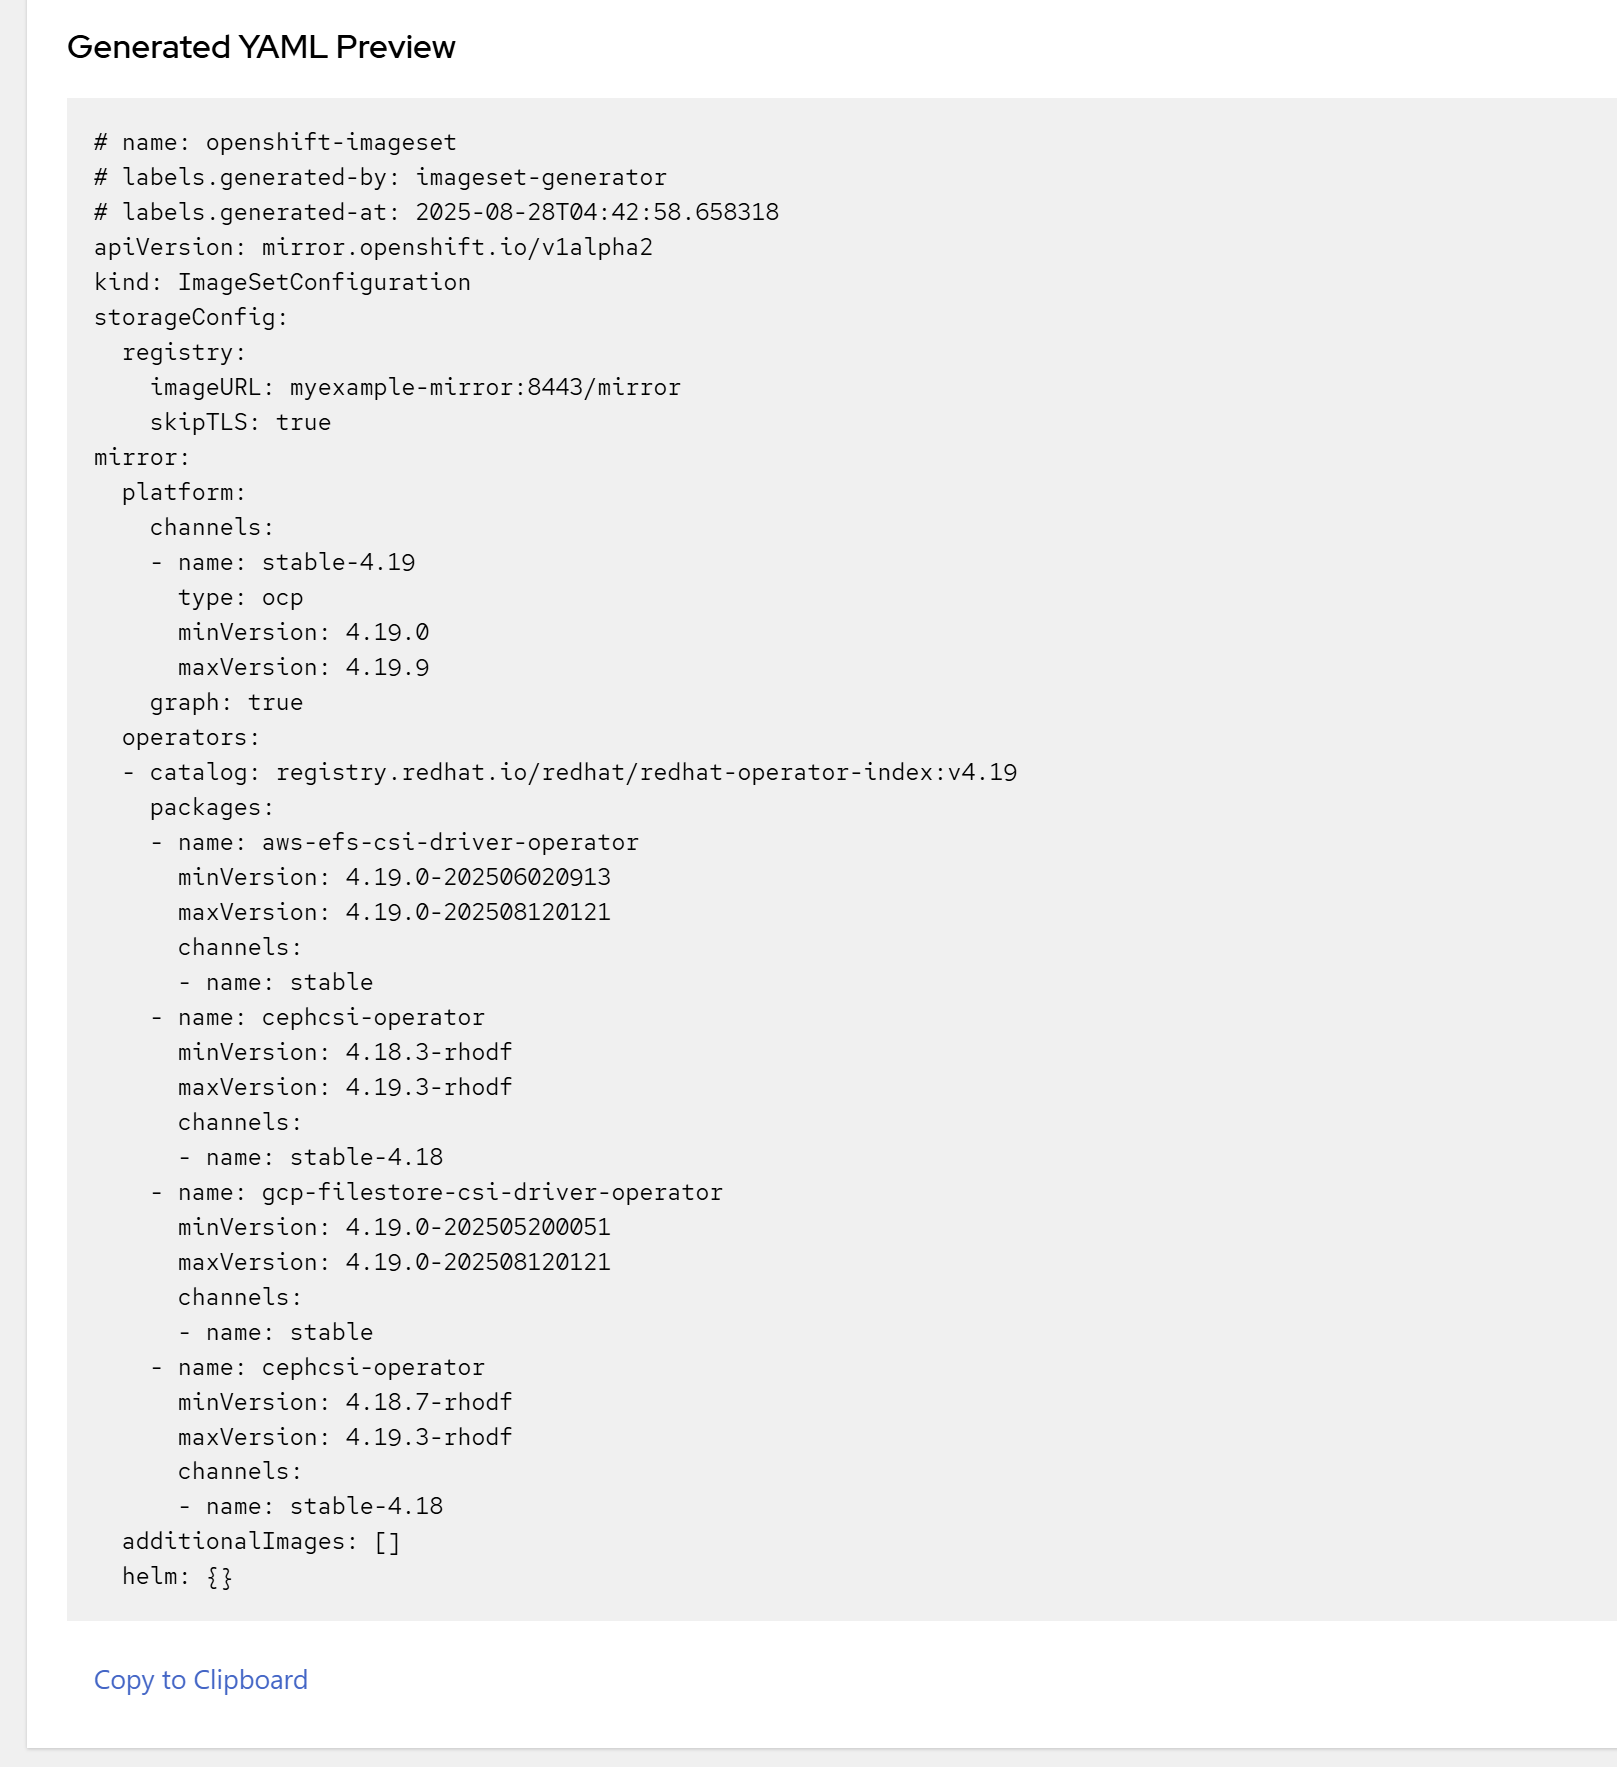 Generated YAML Preview
# name: openshift-imageset
# labels.generated-by: imageset-generator
# labels.generated-at: 2025-08-28T04:42:58.658318
apiVersion: mirror.openshift.io/v1alpha2
kind: ImageSetConfiguration
storageConfig:
  registry:
    imageURL: myexample-mirror:8443/mirror
    skipTLS: true
mirror:
  platform:
    channels:
    - name: stable-4.19
      type: ocp
      minVersion: 4.19.0
      maxVersion: 4.19.9
    graph: true
  operators:
  - catalog: registry.redhat.io/redhat/redhat-operator-index:v4.19
    packages:
    - name: aws-efs-csi-driver-operator
      minVersion: 4.19.0-202506020913
      maxVersion: 4.19.0-202508120121
      channels:
      - name: stable
    - name: cephcsi-operator
      minVersion: 4.18.3-rhodf
      maxVersion: 4.19.3-rhodf
      channels:
      - name: stable-4.18
    - name: gcp-filestore-csi-driver-operator
      minVersion: 4.19.0-202505200051
      maxVersion: 4.19.0-202508120121
      channels:
      - name: stable
    - name: cephcsi-operator
      minVersion: 4.18.7-rhodf
      maxVersion: 4.19.3-rhodf
      channels:
      - name: stable-4.18
  additionalImages: []
  helm: {}
Copy to Clipboard